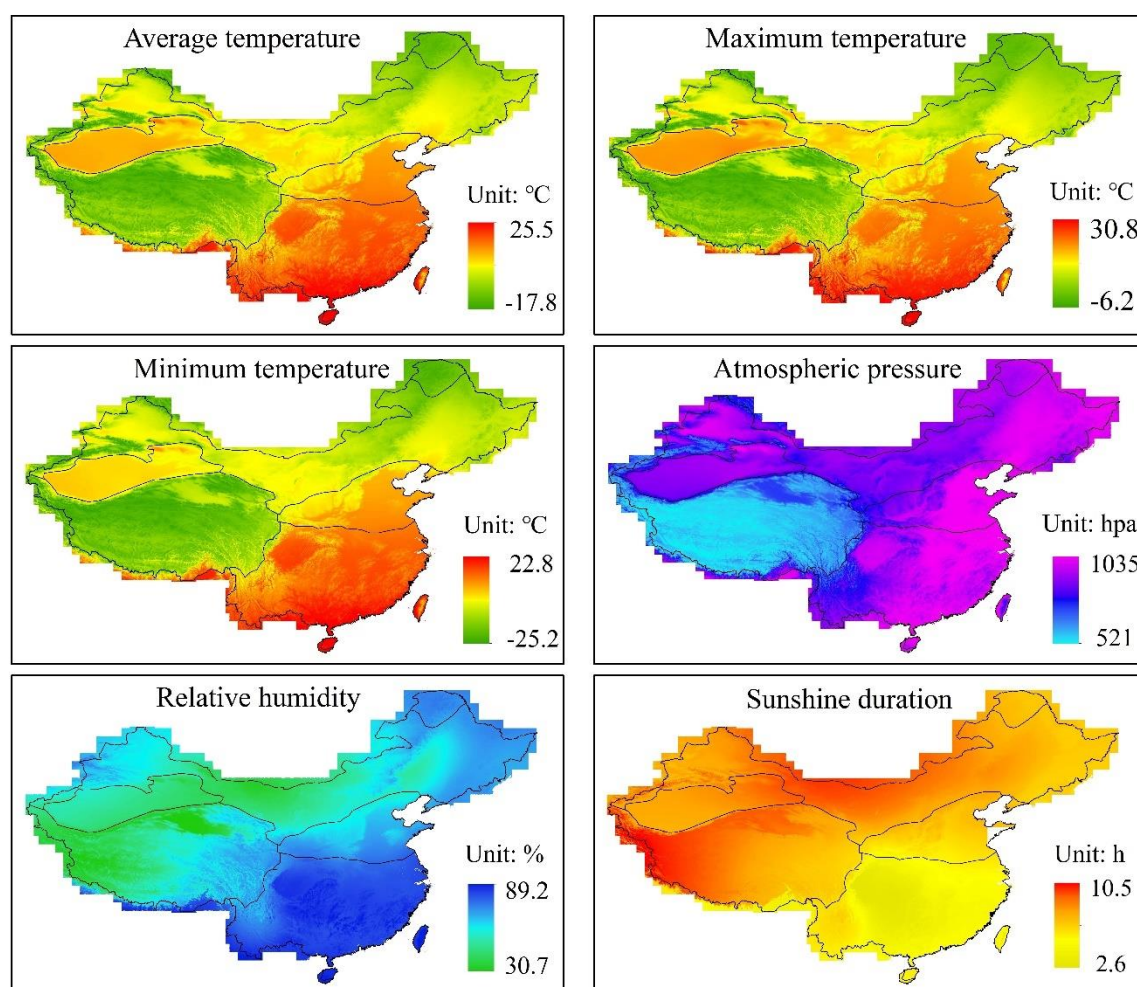 Average temperature
Unit: °C
25.5
-17.8
Maximum temperature
Unit: °C
30.8
-6.2
Minimum temperature
Unit: °C
22.8
-25.2
Atmospheric pressure
Unit: hpa
1035
521
Relative humidity
Unit: %
89.2
30.7
Sunshine duration
Unit: h
10.5
2.6